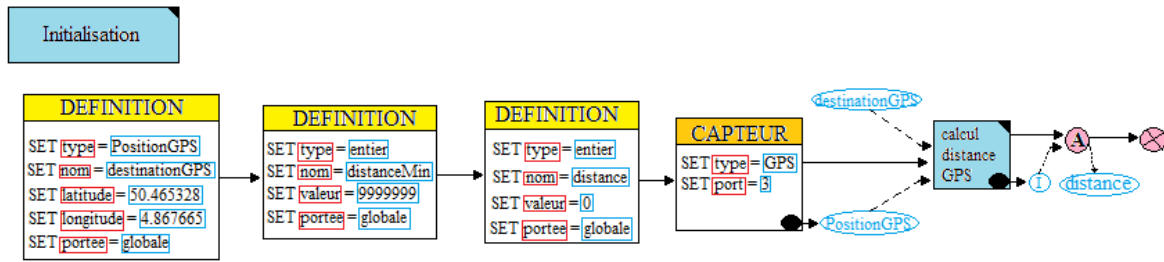 Initialisation
DEFINITION
SET type = PositionGPS
SET nom = destinationGPS
SET latitude = 50.465328
SET longitude = 4.867665
SET portee = globale
DEFINITION
SET type = entier
SET nom = distanceMin
SET valeur = 9999999
SET portee = globale
DEFINITION
SET type = entier
SET nom = distance
SET valeur = 0
SET portee = globale
CAPTEUR
SET type = GPS
SET port = 3
destinationGPS
PositionGPS
calcul
distance
GPS
I
A
distance